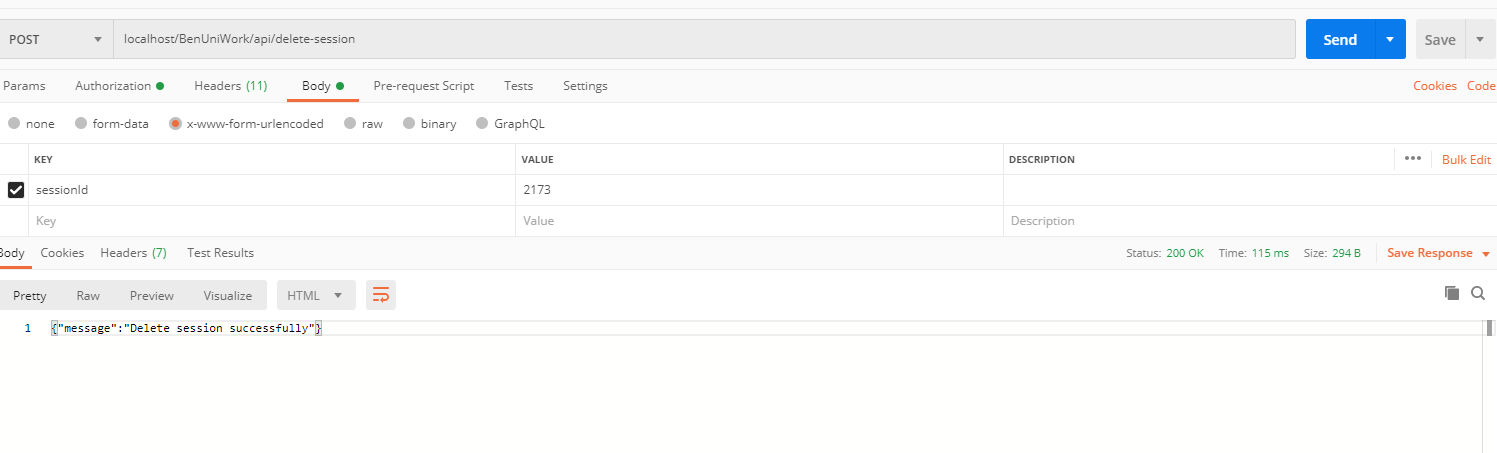 POST localhost/BenUniWork/api/delete-session Send Save
Params Authorization Headers (11) Body Pre-request Script Tests Settings Cookies Code
none form-data x-www-form-urlencoded raw binary GraphQL
KEY VALUE DESCRIPTION ••• Bulk Edit
sessionId 2173
Key Value Description
Body Cookies Headers (7) Test Results Status: 200 OK Time: 115 ms Size: 294 B Save Response
Pretty Raw Preview Visualize HTML
1 {"message":"Delete session successfully"}